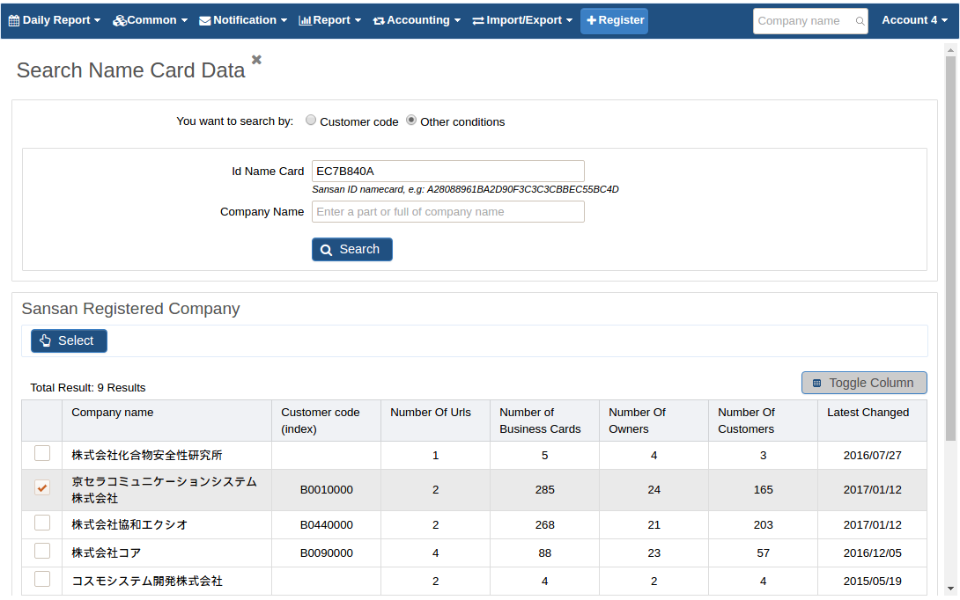 Daily Report Common Notification Report Accounting Import/Export Register Company name Account 4
Search Name Card Data
You want to search by: Customer code Other conditions
Id Name Card EC7B840A
Sansan ID namecard, e.g: A28088961BA2D90F3C3C3CBBEC55BC4D
Company Name Enter a part or full of company name
Search
Sansan Registered Company
Select
Total Result: 9 Results Toggle Column
Company name Customer code Number Of Urls Number of Number Of Number Of Latest Changed
(index) Business Cards Owners Customers
株式会社化合物安全性研究所 1 5 4 3 2016/07/27
京セラコミュニケーションシステム
株式会社 B0010000 2 285 24 165 2017/01/12
株式会社協和エクシオ B0440000 2 268 21 203 2017/01/12
株式会社コア B0090000 4 88 23 57 2016/12/05
コスモシステム開発株式会社 2 4 2 4 2015/05/19